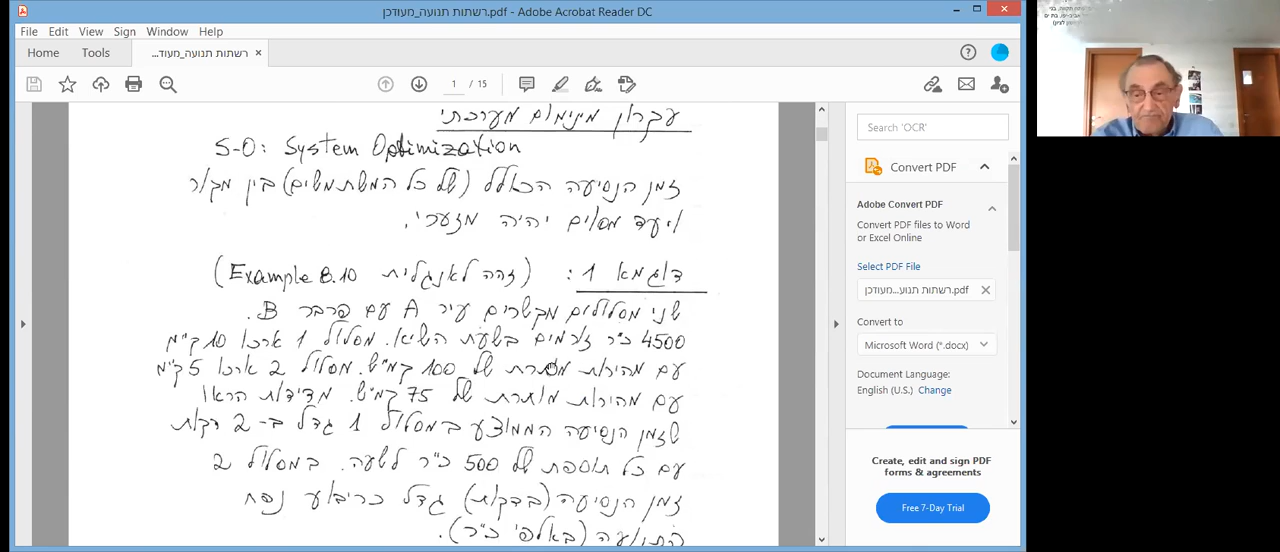 רשתות תנועה_מעודכן.pdf - Adobe Acrobat Reader DC
File Edit View Sign Window Help
Home Tools רשתות תנועה_מעוד... ×
1 / 15
עקרון מינימום מערכתי
S-O: System Optimization
זמן הנסיעה הכולל (של כל המשתמשים) בין מקור
ויעד מסוים יהיה מזערי.
דוגמא 1: (זהה לאנגלית Example 8.10)
שני מסלולים מקשרים עיר A עם פרבר B.
4500 כ"ר זורמים בשעת השיא. מסלול 1 ארכו 10 ק"מ
עם מהירות מותרת של 100 קמ"ש. מסלול 2 ארכו 5 ק"מ
עם מהירות מותרת של 75 קמ"ש. מדידות הראו
שזמן הנסיעה הממוצע במסלול 1 גדל ב- 2 דקות
עם כל תוספת של 500 כ"ר לשעה. במסלול 2
זמן הנסיעה (בדקות) גדל כריבוע נפח
התנועה (באלפי כ"ר).
Search 'OCR'
Convert PDF
Adobe Convert PDF
Convert PDF files to Word
or Excel Online
Select PDF File
רשתות תנוע...מעודכן.pdf
Convert to
Microsoft Word (*.docx)
Document Language:
English (U.S.) Change
Create, edit and sign PDF
forms & agreements
Free 7-Day Trial